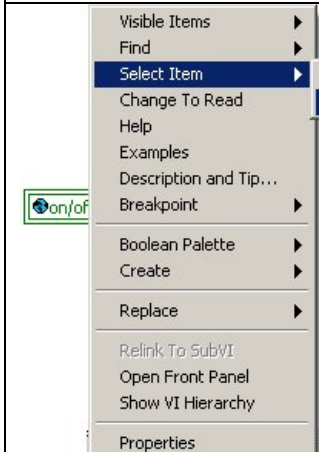 Visible Items
Find
Select Item
Change To Read
Help
Examples
Description and Tip...
on/of
Breakpoint
Boolean Palette
Create
Replace
Relink To SubVI
Open Front Panel
Show VI Hierarchy
Properties